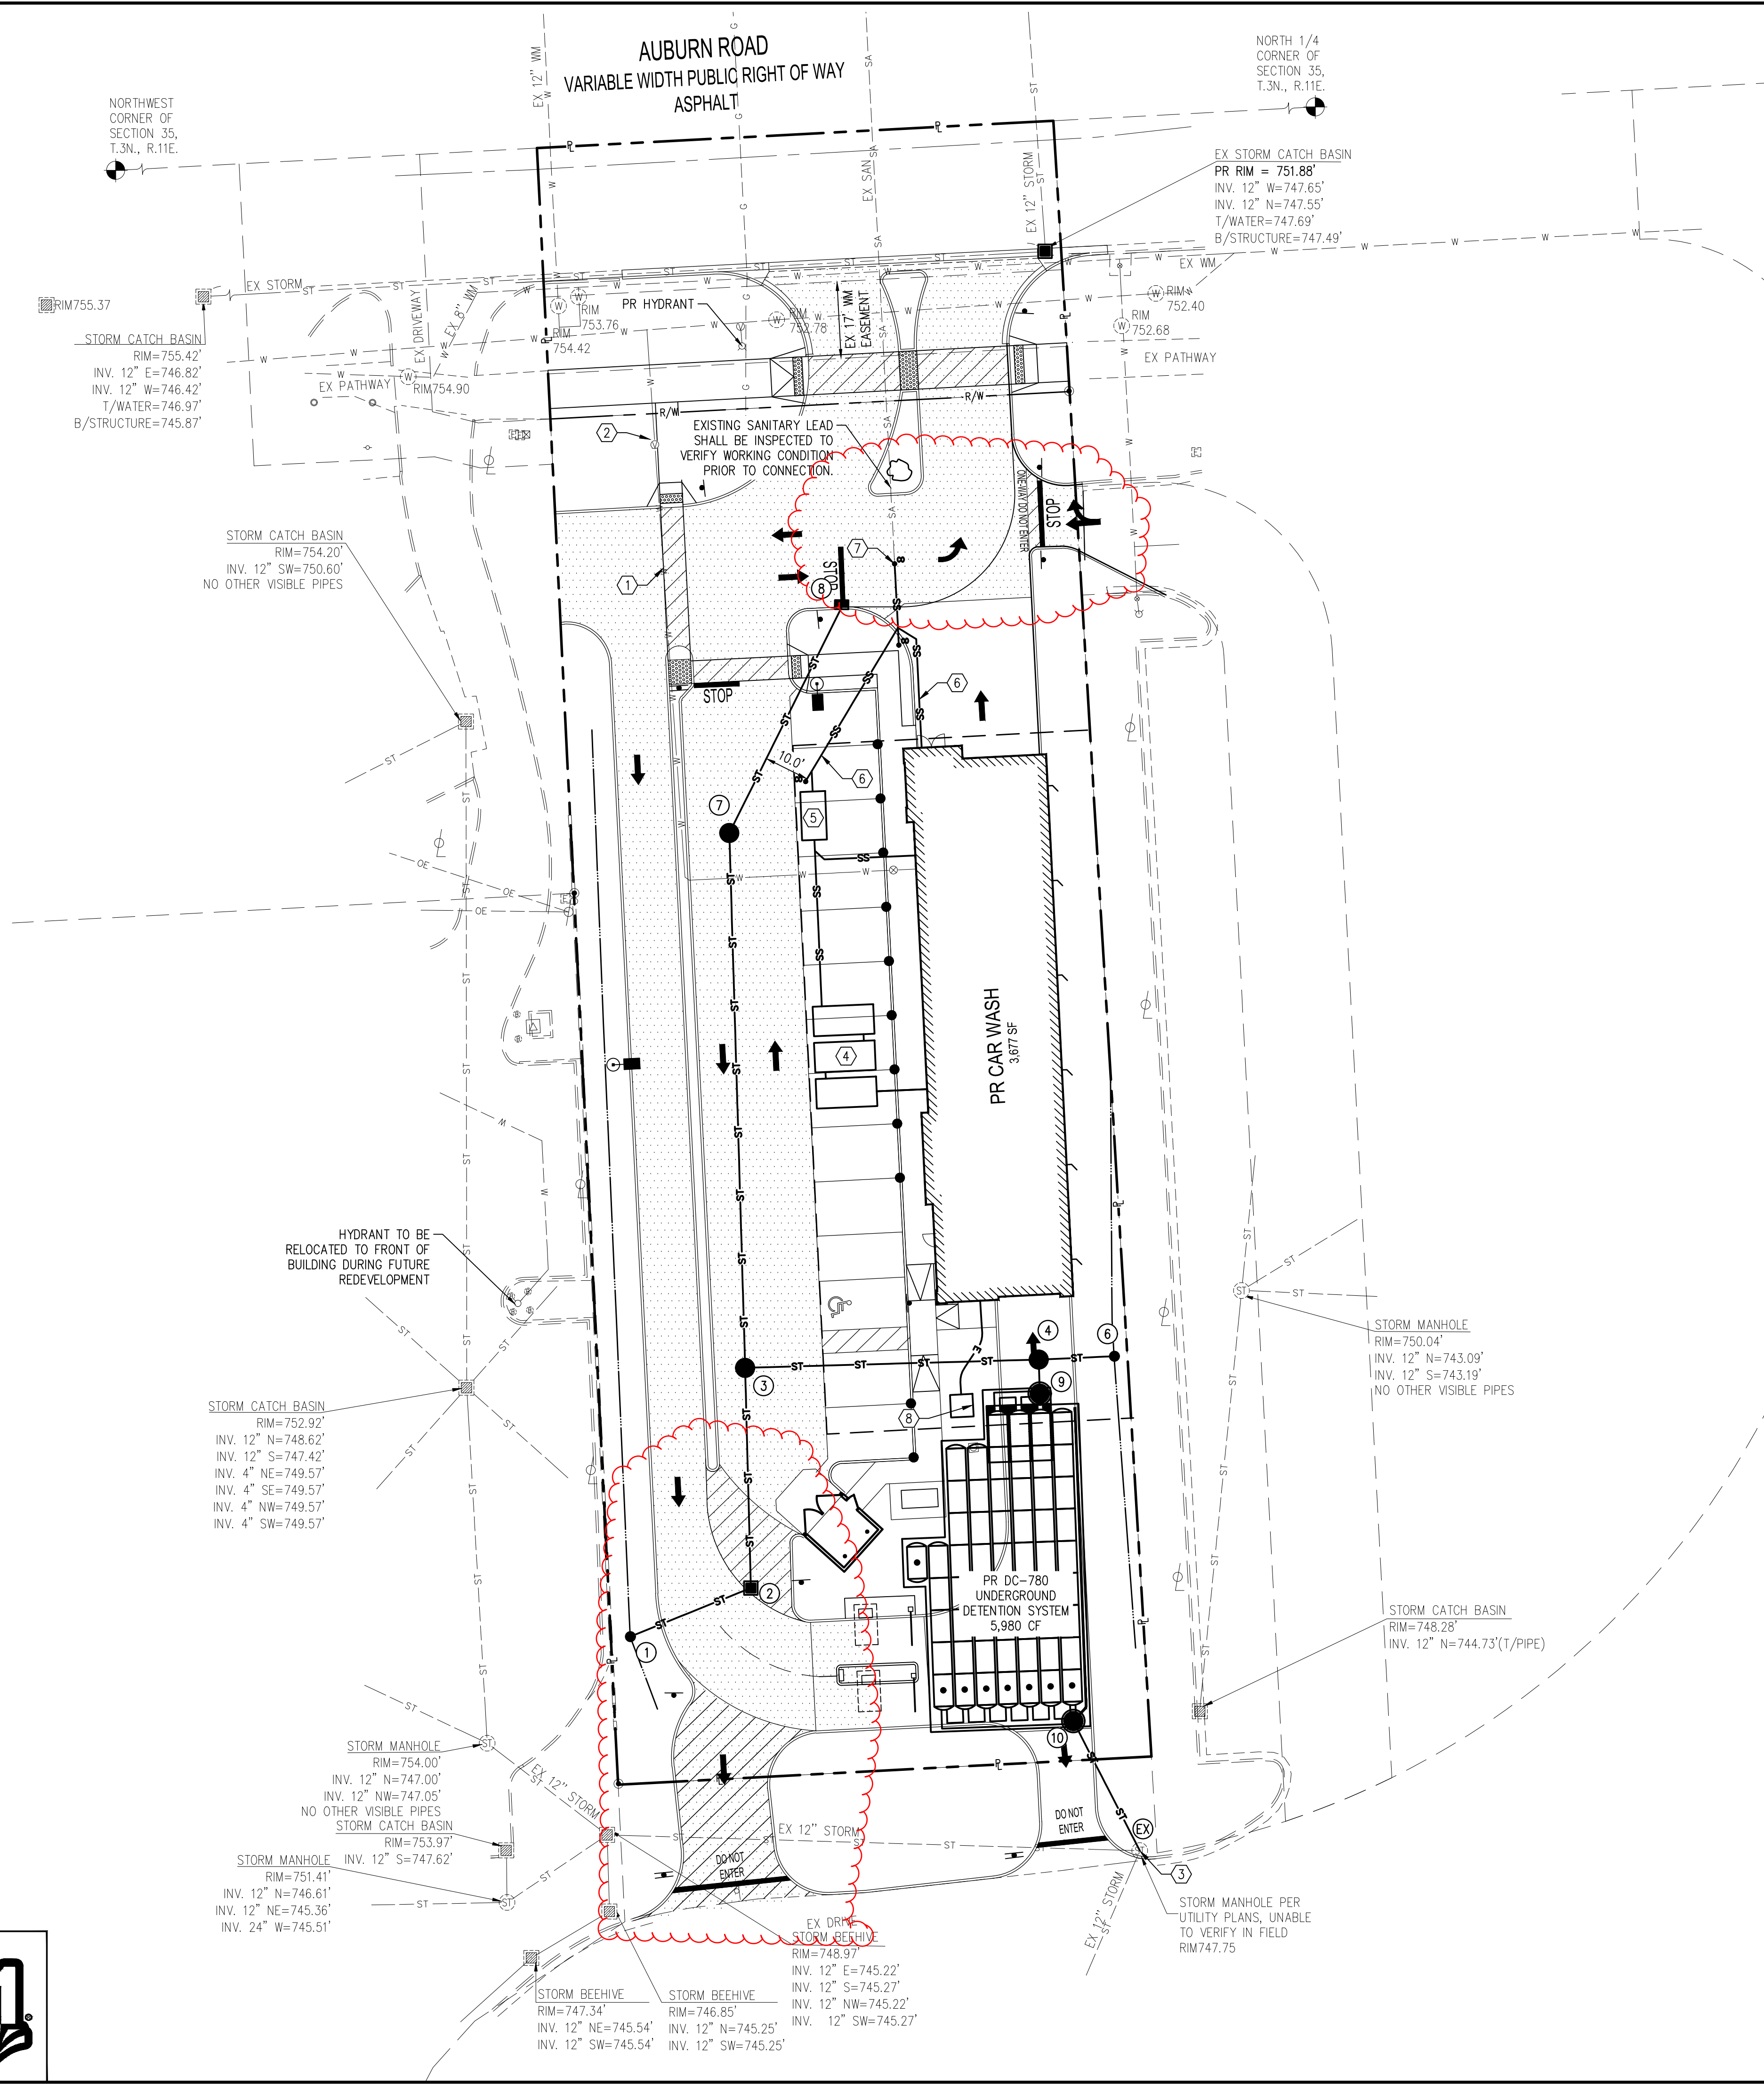 AUBURN ROAD
VARIABLE WIDTH PUBLIC RIGHT OF WAY
ASPHALT
NORTHWEST
CORNER OF
SECTION 35,
T.3N., R.11E.
NORTH 1/4
CORNER OF
SECTION 35,
T.3N., R.11E.
EX 12" WM
EX SAN
EX 12" STORM
EX STORM CATCH BASIN
PR RIM = 751.88'
INV. 12" W=747.65'
INV. 12" N=747.55'
T/WATER=747.69'
B/STRUCTURE=747.49'
EX STORM
EX WM
RIM755.37
STORM CATCH BASIN
RIM=755.42'
INV. 12" E=746.82'
INV. 12" W=746.42'
T/WATER=746.97'
B/STRUCTURE=745.87'
EX DRIVEWAY
EX 8" WM
EX PATHWAY
RIM754.90
RIM
753.76
RIM
754.42
PR HYDRANT
RIM
752.78
EX 17' WM
EASEMENT
RIM
752.40
RIM
752.68
EX PATHWAY
R/W
R/W
2
EXISTING SANITARY LEAD
SHALL BE INSPECTED TO
VERIFY WORKING CONDITION
PRIOR TO CONNECTION.
ONE-WAY DO NOT ENTER
STOP
STORM CATCH BASIN
RIM=754.20'
INV. 12" SW=750.60'
NO OTHER VISIBLE PIPES
1
7
STOP
8
6
STOP
10.0'
6
7
5
PR CAR WASH
3,677 SF
4
HYDRANT TO BE
RELOCATED TO FRONT OF
BUILDING DURING FUTURE
REDEVELOPMENT
3
4
6
9
8
STORM MANHOLE
RIM=750.04'
INV. 12" N=743.09'
INV. 12" S=743.19'
NO OTHER VISIBLE PIPES
STORM CATCH BASIN
RIM=752.92'
INV. 12" N=748.62'
INV. 12" S=747.42'
INV. 4" NE=749.57'
INV. 4" SE=749.57'
INV. 4" NW=749.57'
INV. 4" SW=749.57'
PR DC-780
UNDERGROUND
DETENTION SYSTEM
5,980 CF
2
1
10
STORM CATCH BASIN
RIM=748.28'
INV. 12" N=744.73'(T/PIPE)
STORM MANHOLE
RIM=754.00'
INV. 12" N=747.00'
INV. 12" NW=747.05'
NO OTHER VISIBLE PIPES
STORM CATCH BASIN
RIM=753.97'
INV. 12" S=747.62'
STORM MANHOLE
RIM=751.41'
INV. 12" N=746.61'
INV. 12" NE=745.36'
INV. 24" W=745.51'
EX 12" STORM
EX 12" STORM
DO NOT
ENTER
DO NOT
ENTER
EX
3
EX 12" STORM
STORM MANHOLE PER
UTILITY PLANS, UNABLE
TO VERIFY IN FIELD
RIM747.75
EX DRIVE
STORM BEEHIVE
RIM=748.97'
INV. 12" E=745.22'
INV. 12" S=745.27'
INV. 12" NW=745.22'
INV. 12" SW=745.27'
STORM BEEHIVE
RIM=747.34'
INV. 12" NE=745.54'
INV. 12" SW=745.54'
STORM BEEHIVE
RIM=746.85'
INV. 12" N=745.25'
INV. 12" SW=745.25'